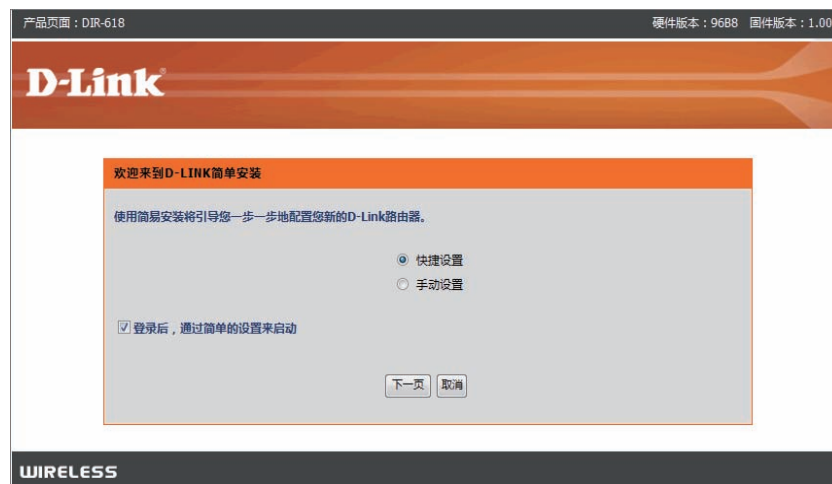 产品页面：DIR-618 硬件版本：96B8 固件版本：1.00
D-Link
欢迎来到D-LINK简单安装
使用简易安装将引导您一步一步地配置您新的D-Link路由器。
快捷设置
手动设置
登录后，通过简单的设置来启动
下一页 取消
WIRELESS